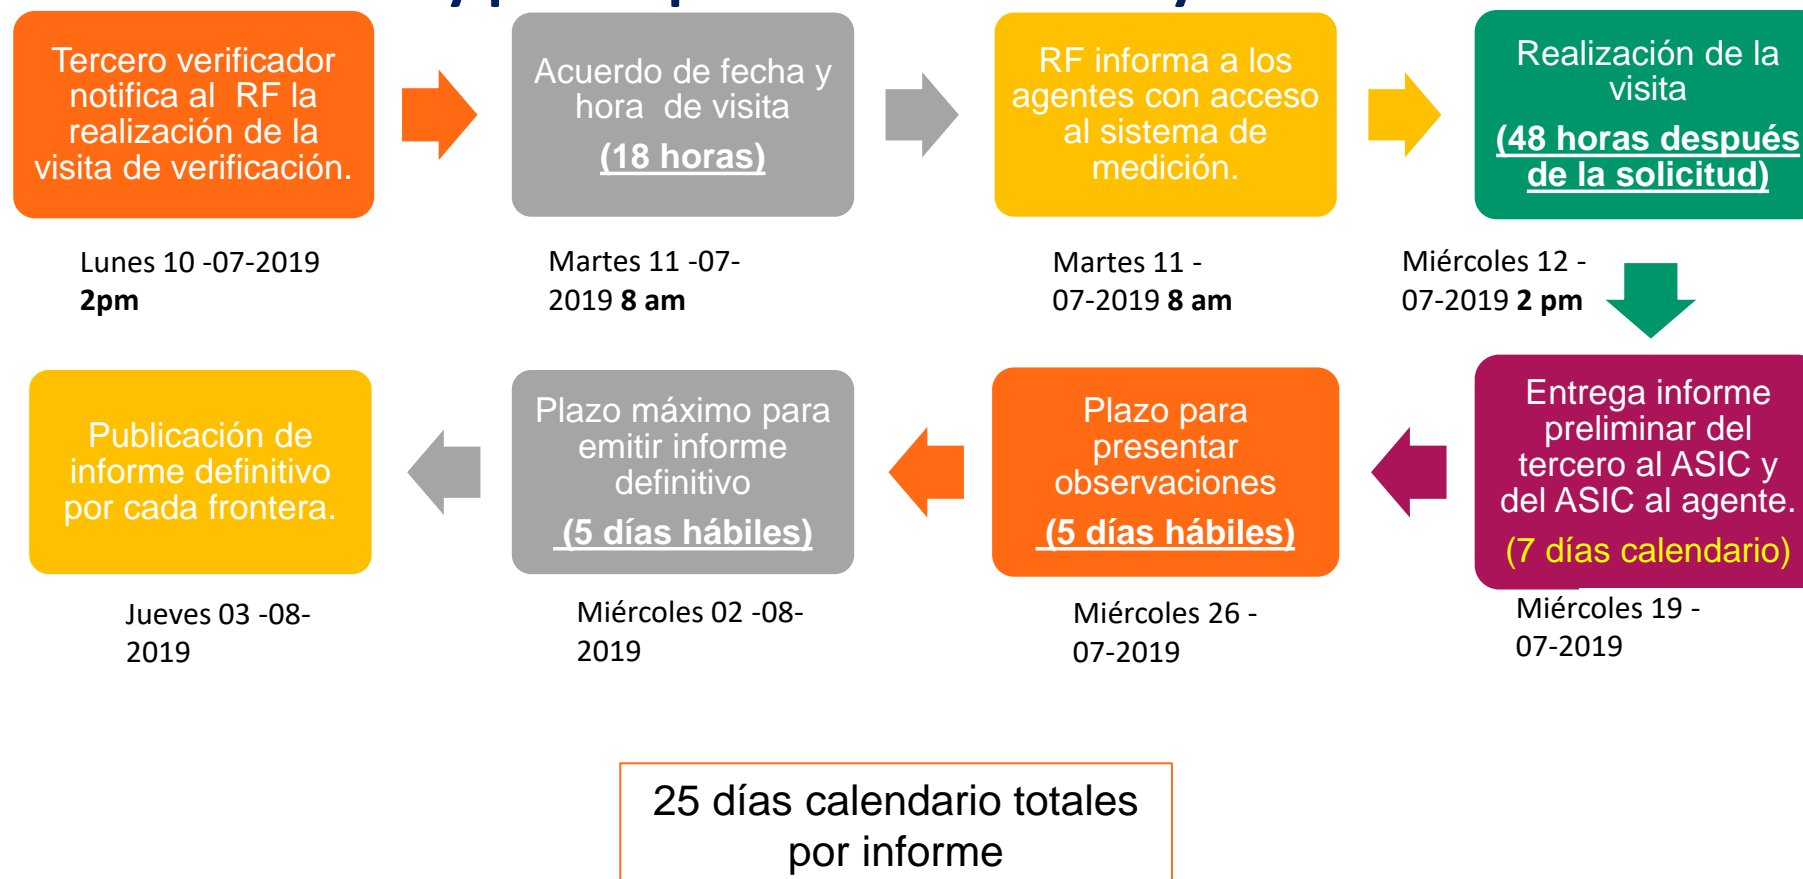 Tercero verificador
notifica al RF la
realización de la
visita de verificación.
Acuerdo de fecha y
hora de visita
(18 horas)
RF informa a los
agentes con acceso
al sistema de
medición.
Realización de la
visita
(48 horas después
de la solicitud)
Lunes 10 -07-2019
2pm
Martes 11 -07-
2019 8 am
Martes 11 -
07-2019 8 am
Miércoles 12 -
07-2019 2 pm
Publicación de
informe definitivo
por cada frontera.
Plazo máximo para
emitir informe
definitivo
(5 días hábiles)
Plazo para
presentar
observaciones
(5 días hábiles)
Entrega informe
preliminar del
tercero al ASIC y
del ASIC al agente.
(7 días calendario)
Jueves 03 -08-
2019
Miércoles 02 -08-
2019
Miércoles 26 -
07-2019
Miércoles 19 -
07-2019
25 días calendario totales
por informe